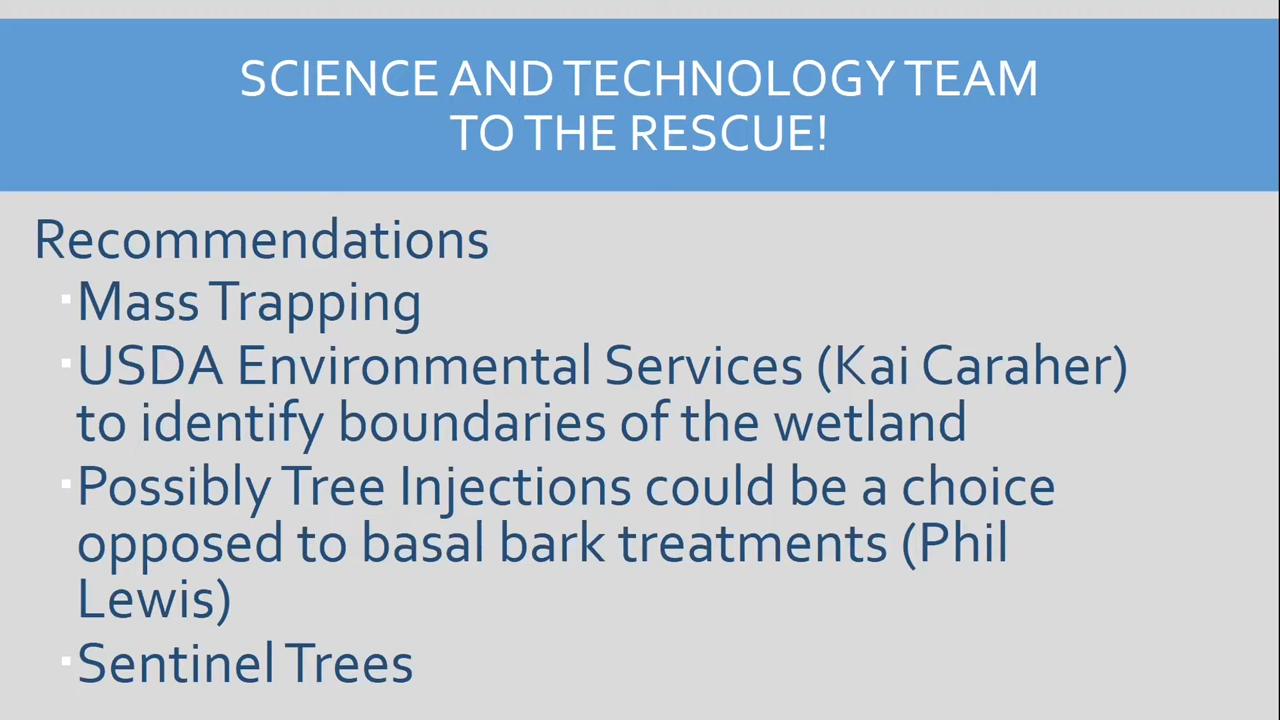 SCIENCE AND TECHNOLOGY TEAM
TO THE RESCUE!
Recommendations
▪Mass Trapping
▪USDA Environmental Services (Kai Caraher)
to identify boundaries of the wetland
▪Possibly Tree Injections could be a choice
opposed to basal bark treatments (Phil
Lewis)
▪Sentinel Trees